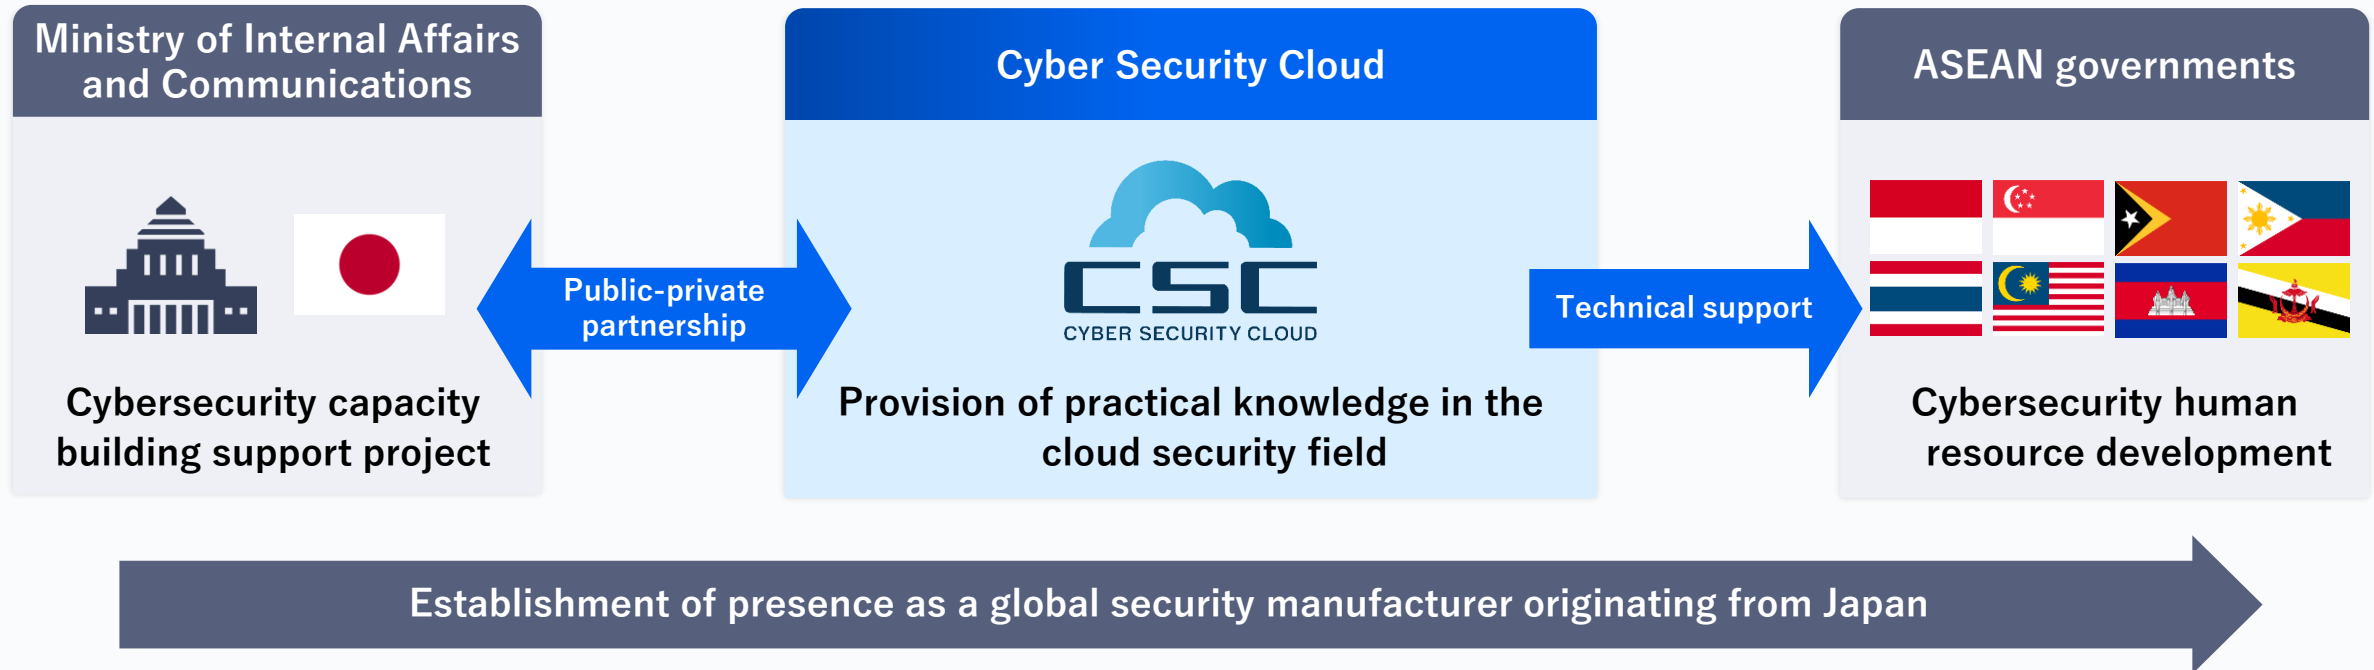 Ministry of Internal Affairs
and Communications
Cybersecurity capacity
building support project
Public-private
partnership
Cyber Security Cloud
CSC
CYBER SECURITY CLOUD
Provision of practical knowledge in the
cloud security field
Technical support
ASEAN governments
Cybersecurity human
resource development
Establishment of presence as a global security manufacturer originating from Japan